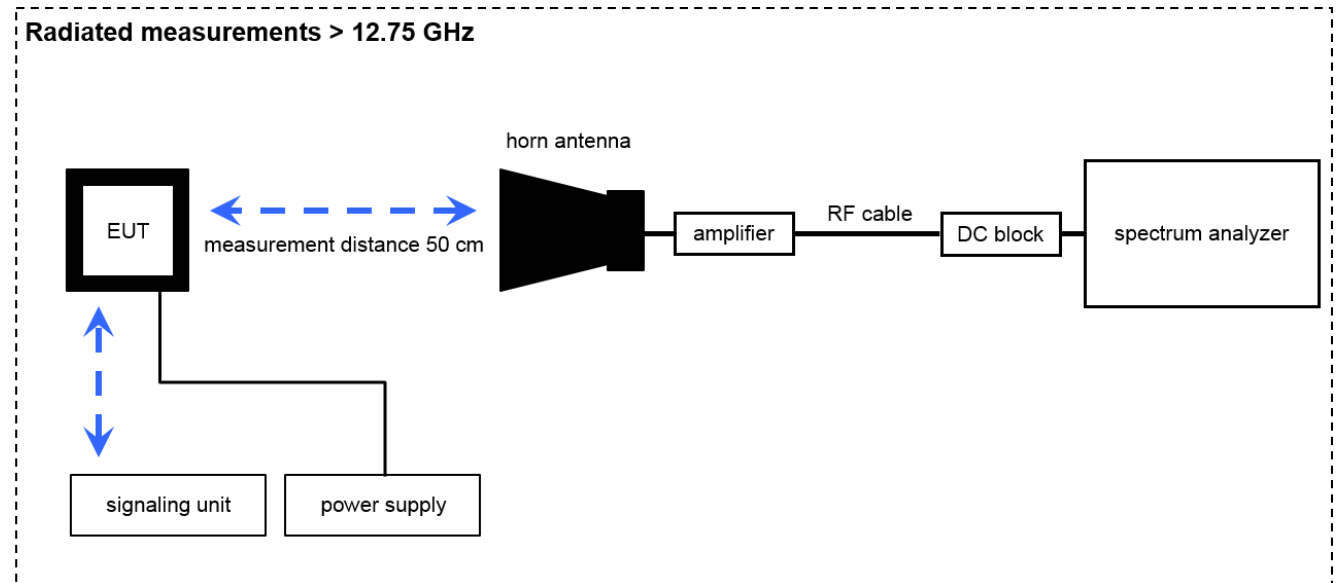 Radiated measurements > 12.75 GHz
horn antenna
EUT
measurement distance 50 cm
amplifier
RF cable
DC block
spectrum analyzer
signaling unit
power supply